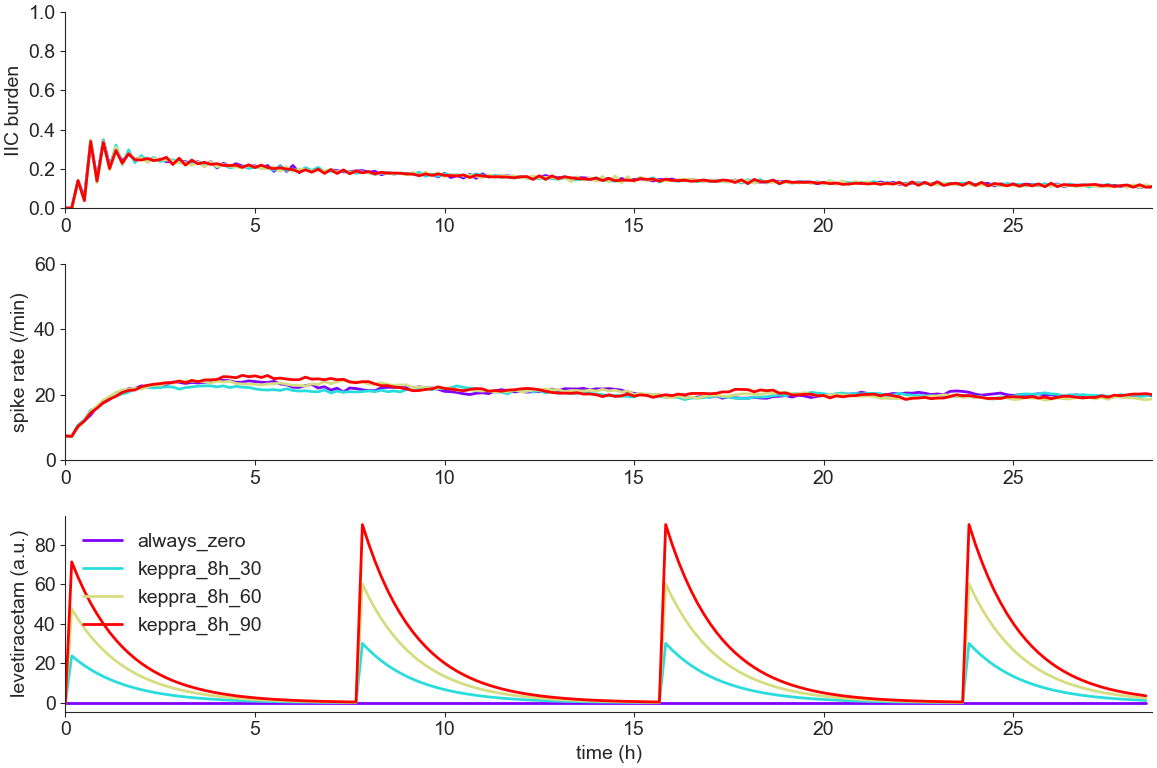 1.0
0.8
0.6
0.4
0.2
0.0
IIC burden
0 5 10 15 20 25
60
40
20
0
spike rate (/min)
0 5 10 15 20 25
80
60
40
20
0
levetiracetam (a.u.)
always_zero
keppra_8h_30
keppra_8h_60
keppra_8h_90
0 5 10 15 20 25
time (h)